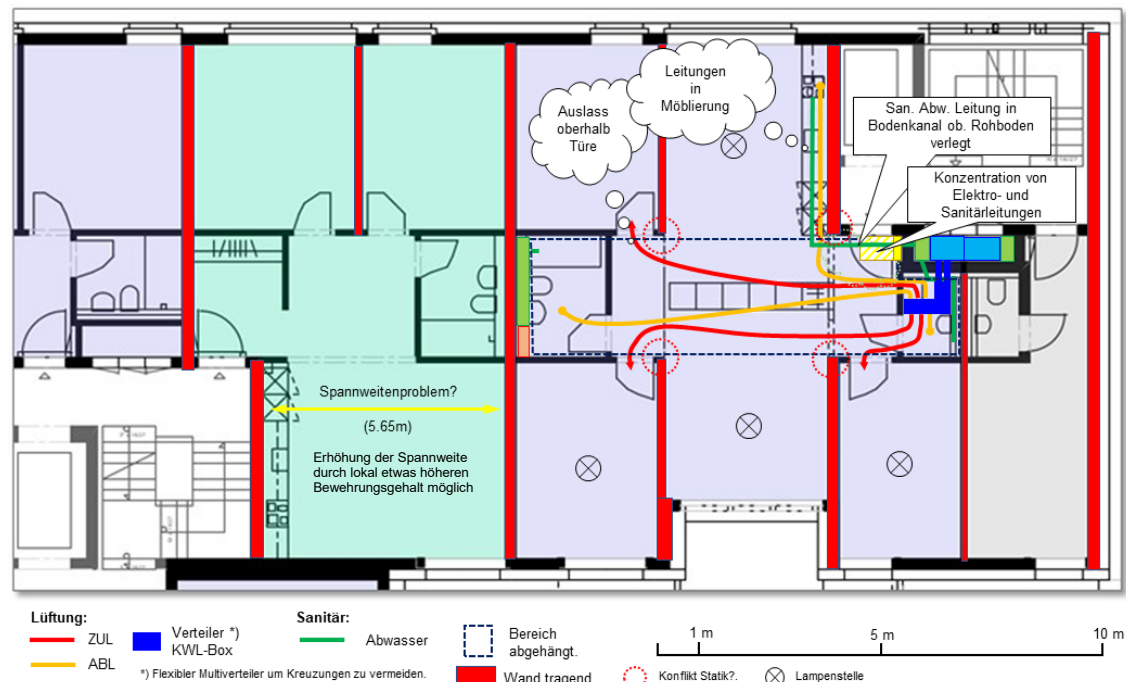 Leitungen
in
Möblierung
Auslass
oberhalb
Türe
San. Abw. Leitung in
Bodenkanal ob. Rohboden
verlegt
Konzentration von
Elektro- und
Sanitärleitungen
Spannweitenproblem?
(5.65m)
Erhöhung der Spannweite
durch lokal etwas höheren
Bewehrungsgehalt möglich
Lüftung:
ZUL
ABL
Verteiler *)
KWL-Box
*) Flexibler Multiverteiler um Kreuzungen zu vermeiden.
Sanitär:
Abwasser
Bereich
abgehängt.
Wand tragend
1 m
5 m
10 m
Konflikt Statik?.
Lampenstelle